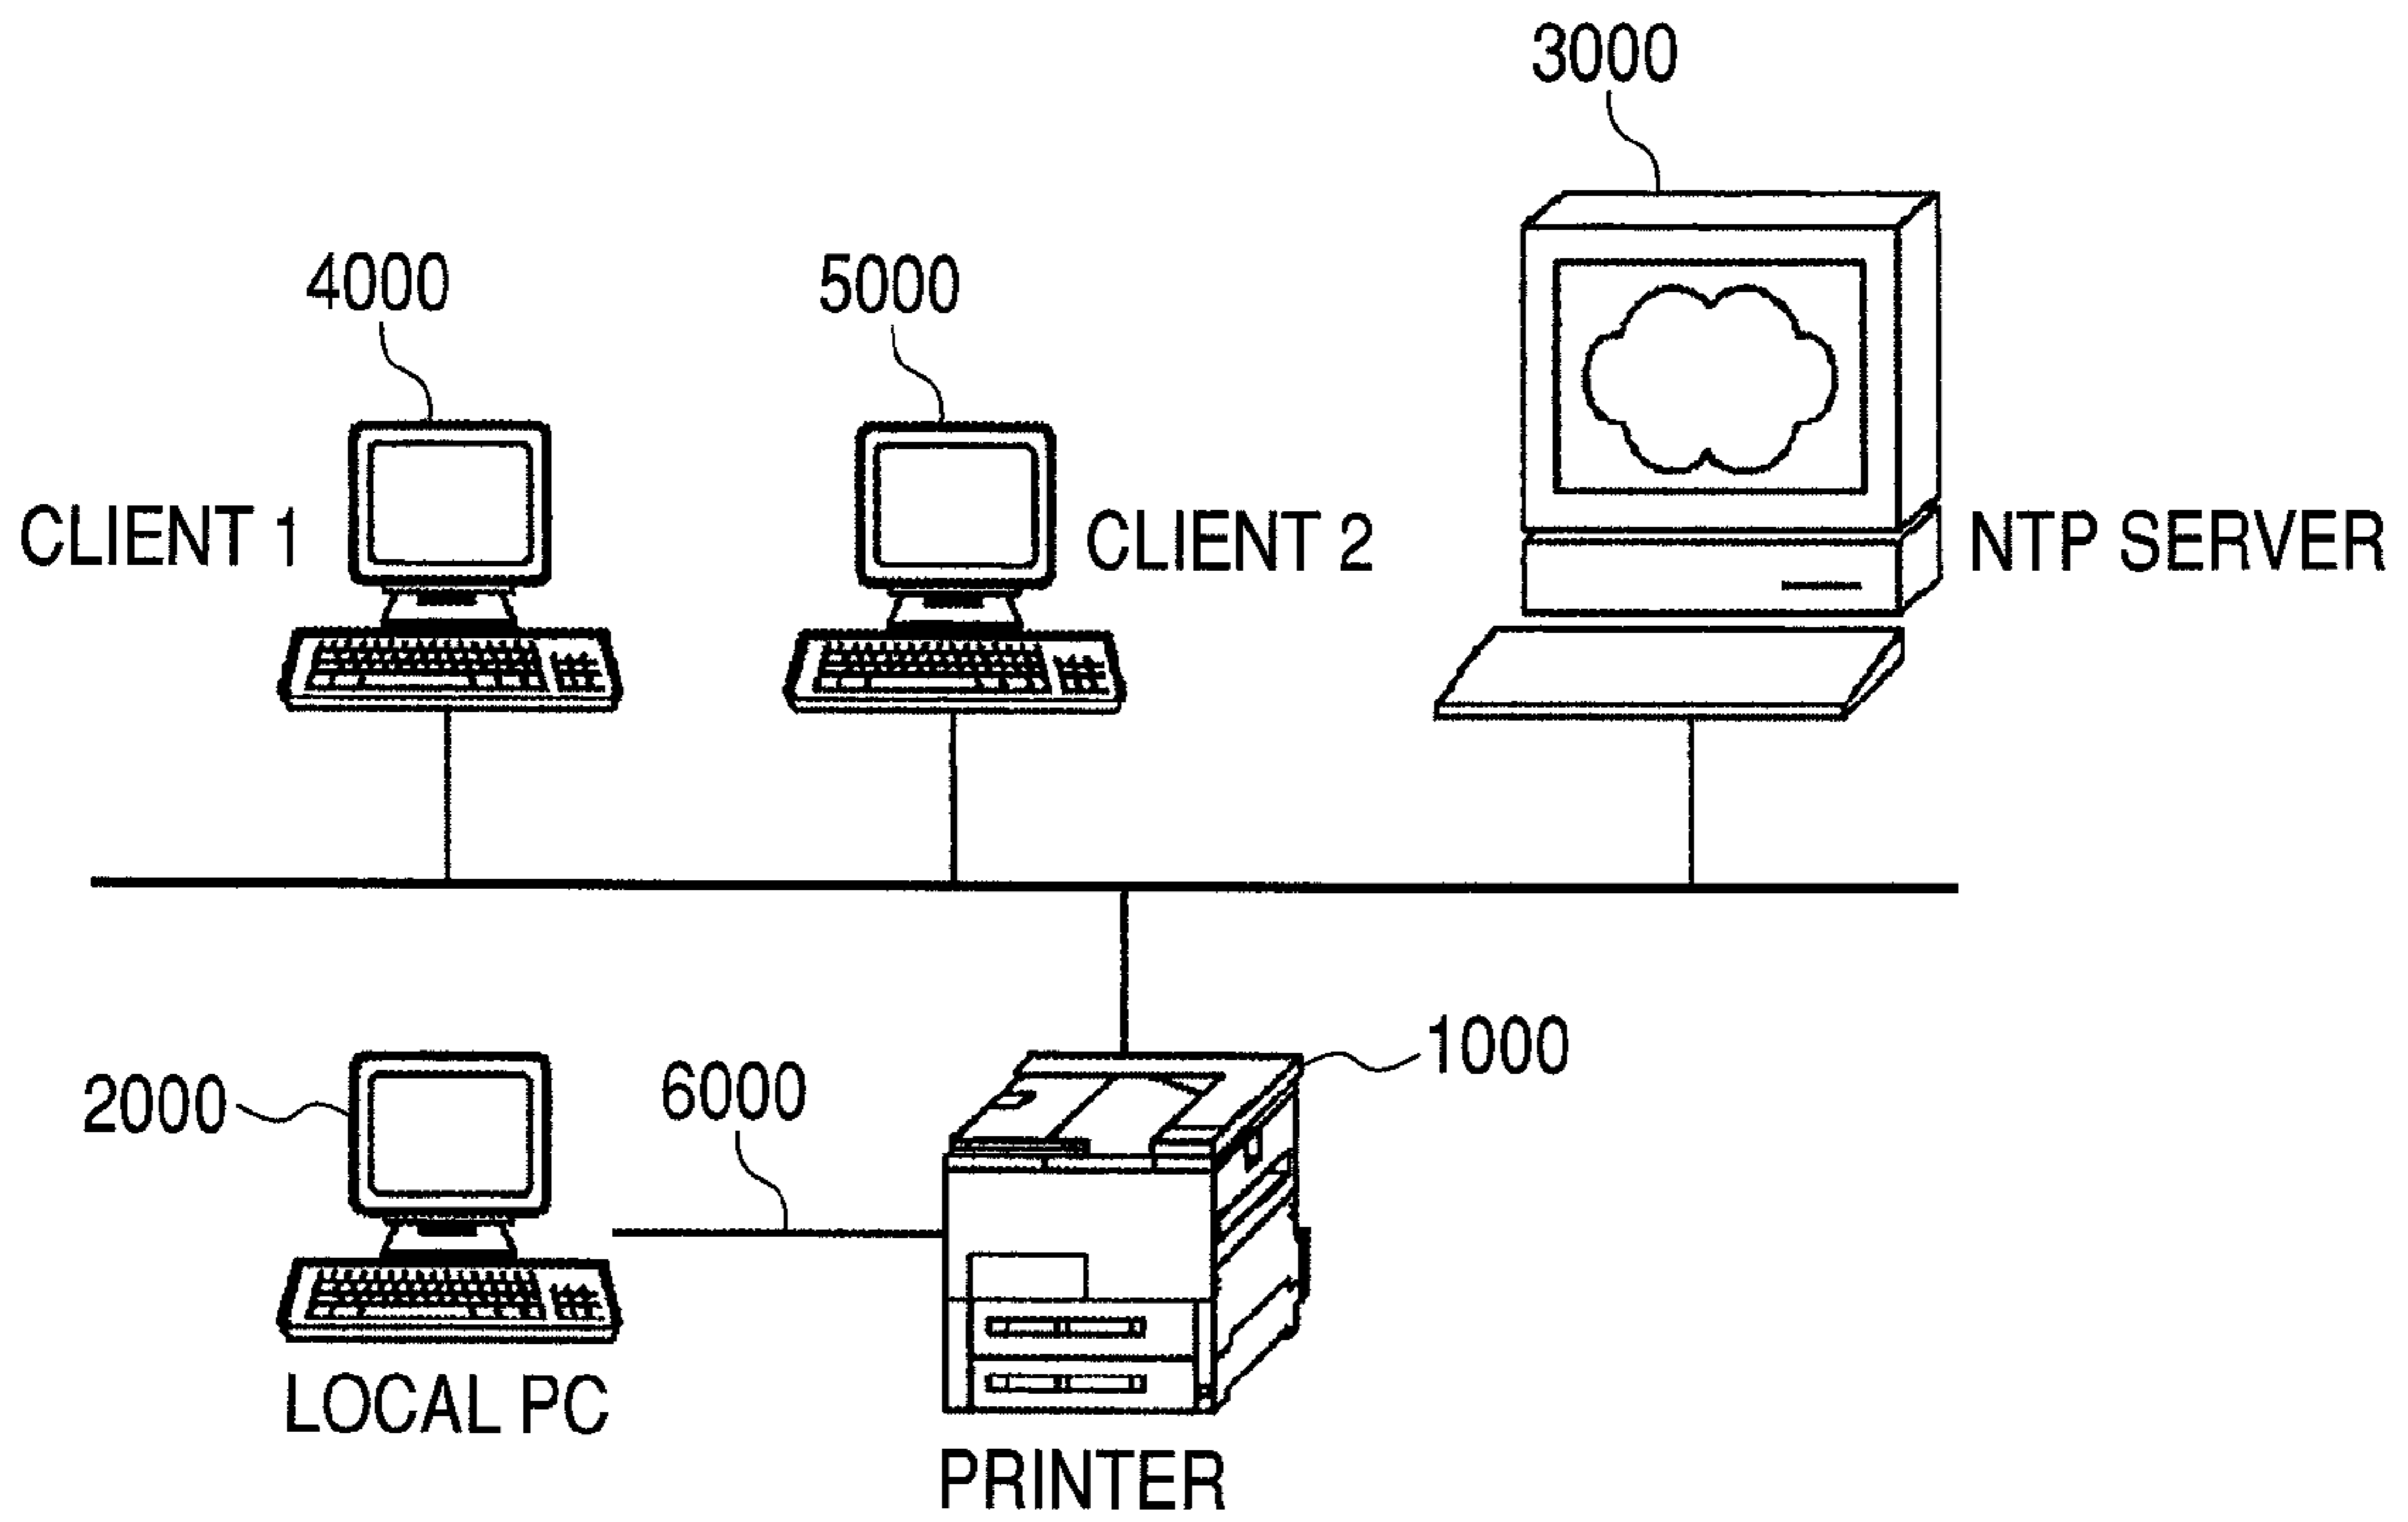 3000
4000
5000
CLIENT 1
CLIENT 2
NTP SERVER
1000
2000
6000
LOCAL PC
PRINTER